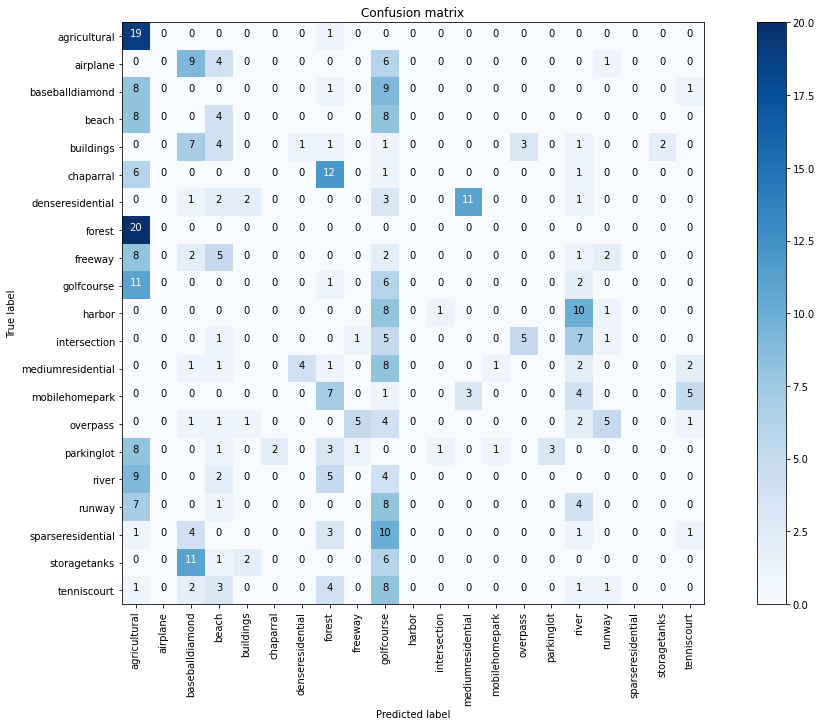 Confusion matrix
agricultural 19 0 0 0 0 0 0 1 0 0 0 0 0 0 0 0 0 0 0 0 0
airplane 0 0 9 4 0 0 0 0 0 6 0 0 0 0 0 0 0 1 0 0 0
baseballdiamond 8 0 0 0 0 0 0 1 0 9 0 0 0 0 0 0 0 0 0 0 1
beach 8 0 0 4 0 0 0 0 0 8 0 0 0 0 0 0 0 0 0 0 0
buildings 0 0 7 4 0 0 1 1 0 1 0 0 0 0 3 0 1 0 0 2 0
chaparral 6 0 0 0 0 0 0 12 0 1 0 0 0 0 0 0 1 0 0 0 0
denseresidential 0 0 1 2 2 0 0 0 0 3 0 0 11 0 0 0 1 0 0 0 0
forest 20 0 0 0 0 0 0 0 0 0 0 0 0 0 0 0 0 0 0 0 0
freeway 8 0 2 5 0 0 0 0 0 2 0 0 0 0 0 0 1 2 0 0 0
golfcourse 11 0 0 0 0 0 0 1 0 6 0 0 0 0 0 0 2 0 0 0 0
harbor 0 0 0 0 0 0 0 0 0 8 0 1 0 0 0 0 10 1 0 0 0
intersection 0 0 0 1 0 0 0 0 1 5 0 0 0 0 5 0 7 1 0 0 0
mediumresidential 0 0 1 1 0 0 4 1 0 8 0 0 0 1 0 0 2 0 0 0 2
mobilehomepark 0 0 0 0 0 0 0 7 0 1 0 0 3 0 0 0 4 0 0 0 5
overpass 0 0 1 1 1 0 0 0 5 4 0 0 0 0 0 0 2 5 0 0 1
parkinglot 8 0 0 1 0 2 0 3 1 0 0 1 0 1 0 3 0 0 0 0 0
river 9 0 0 2 0 0 0 5 0 4 0 0 0 0 0 0 0 0 0 0 0
runway 7 0 0 1 0 0 0 0 0 8 0 0 0 0 0 0 4 0 0 0 0
sparseresidential 1 0 4 0 0 0 0 3 0 10 0 0 0 0 0 0 1 0 0 0 1
storagetanks 0 0 11 1 2 0 0 0 0 6 0 0 0 0 0 0 0 0 0 0 0
tenniscourt 1 0 2 3 0 0 0 4 0 8 0 0 0 0 0 0 1 1 0 0 0
True label
agricultural
airplane
baseballdiamond
beach
buildings
chaparral
denseresidential
forest
freeway
golfcourse
harbor
intersection
mediumresidential
mobilehomepark
overpass
parkinglot
river
runway
sparseresidential
storagetanks
tenniscourt
Predicted label
20.0
17.5
15.0
12.5
10.0
7.5
5.0
2.5
0.0